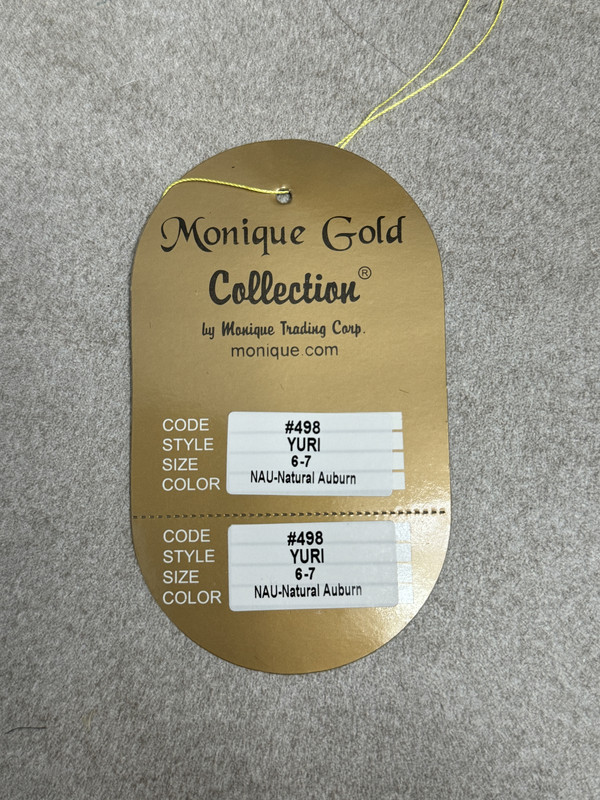 Monique Gold
Collection®
by Monique Trading Corp.
monique.com
CODE #498
STYLE YURI
SIZE 6-7
COLOR NAU-Natural Auburn
CODE #498
STYLE YURI
SIZE 6-7
COLOR NAU-Natural Auburn